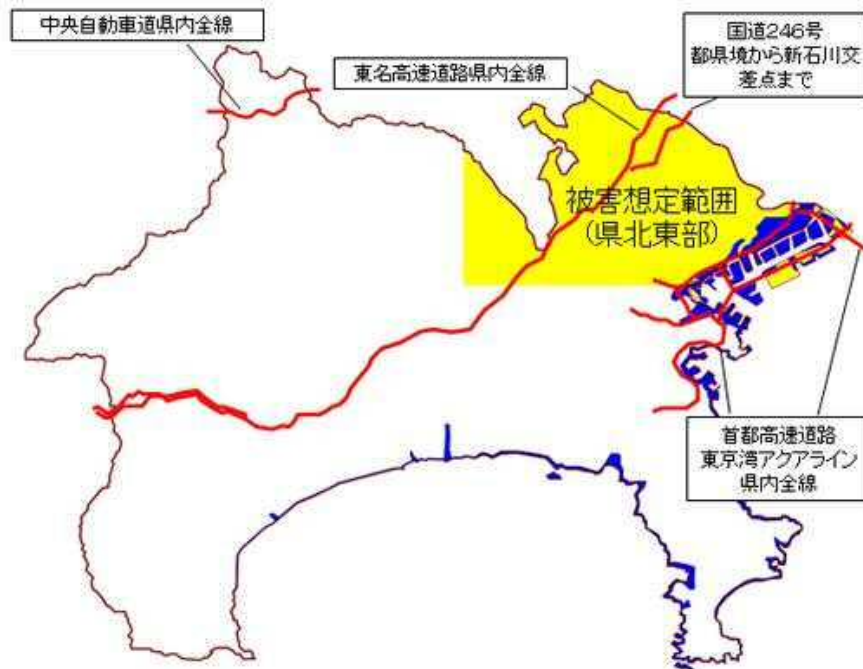 中央自動車道県内全線
東名高速道路県内全線
国道246号
都県境から新石川交
差点まで
被害想定範囲
(県北東部)
首都高速道路
東京湾アクアライン
県内全線